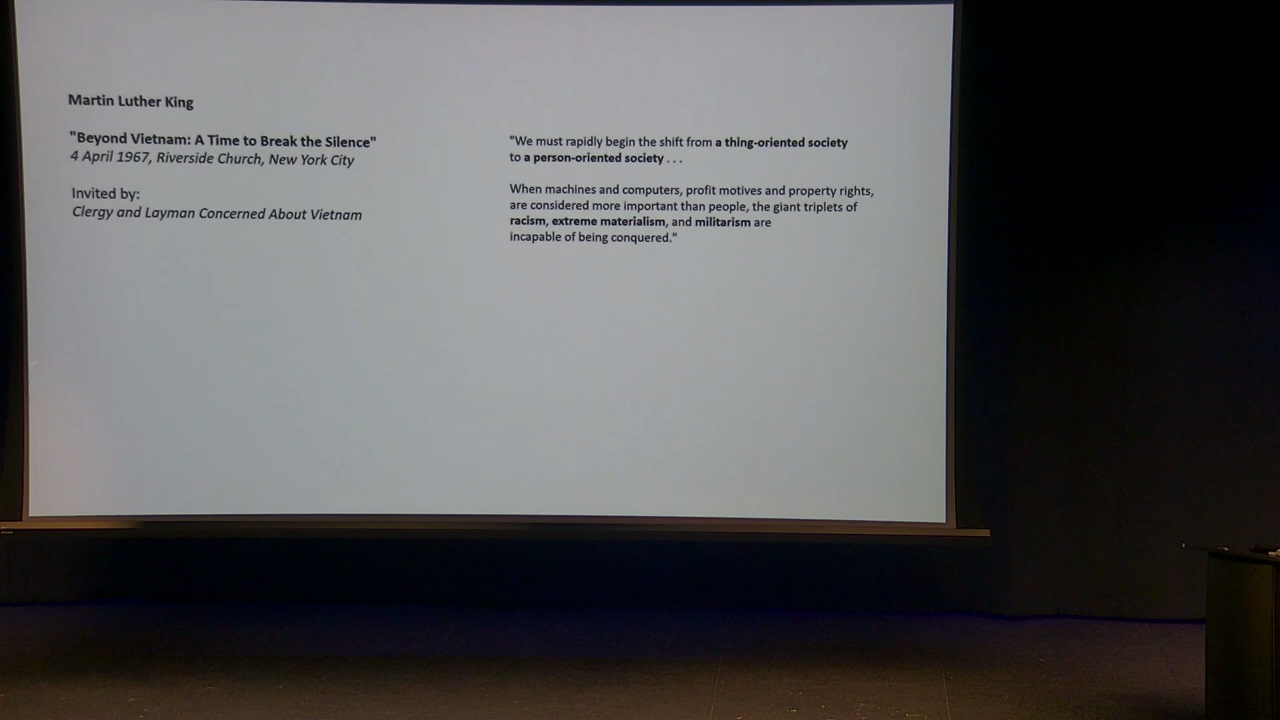 Martin Luther King
"Beyond Vietnam: A Time to Break the Silence"
4 April 1967, Riverside Church, New York City
Invited by:
Clergy and Layman Concerned About Vietnam
"We must rapidly begin the shift from a thing-oriented society
to a person-oriented society . . .
When machines and computers, profit motives and property rights,
are considered more important than people, the giant triplets of
racism, extreme materialism, and militarism are
incapable of being conquered."